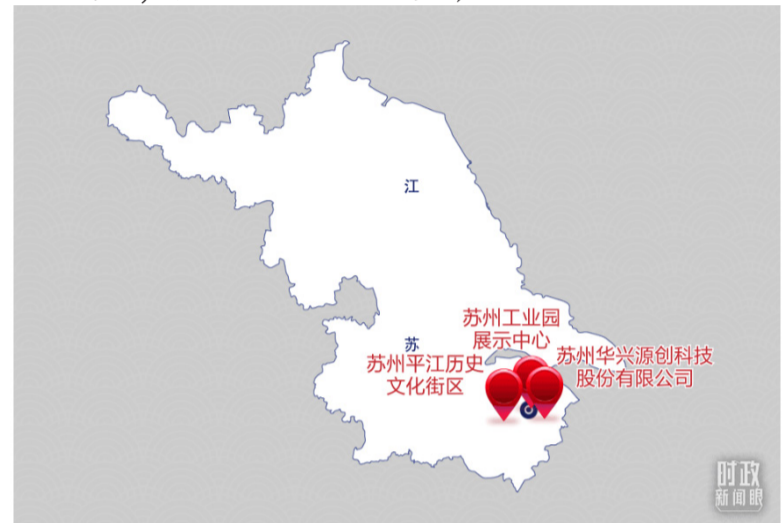 江
苏州工业园
展示中心
苏
苏州平江历史
文化街区
苏州华兴源创科技
股份有限公司
时政
新闻眼